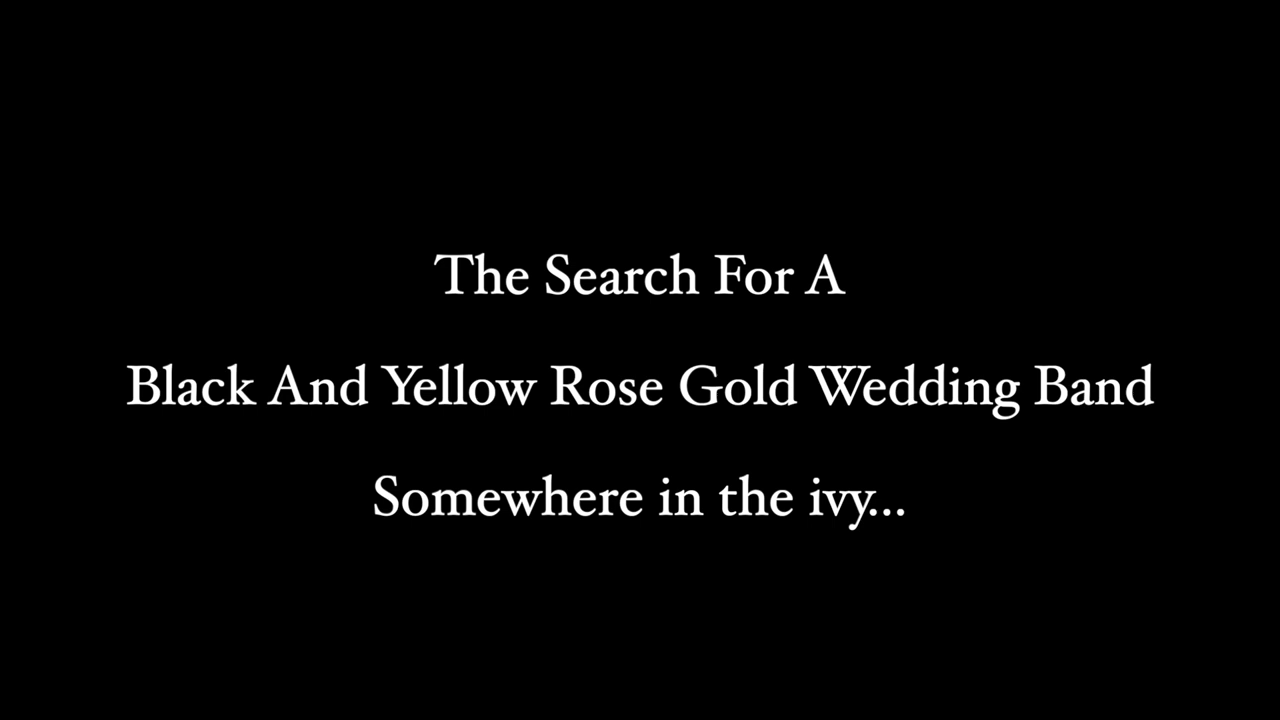 The Search For A
Black And Yellow Rose Gold Wedding Band
Somewhere in the ivy...